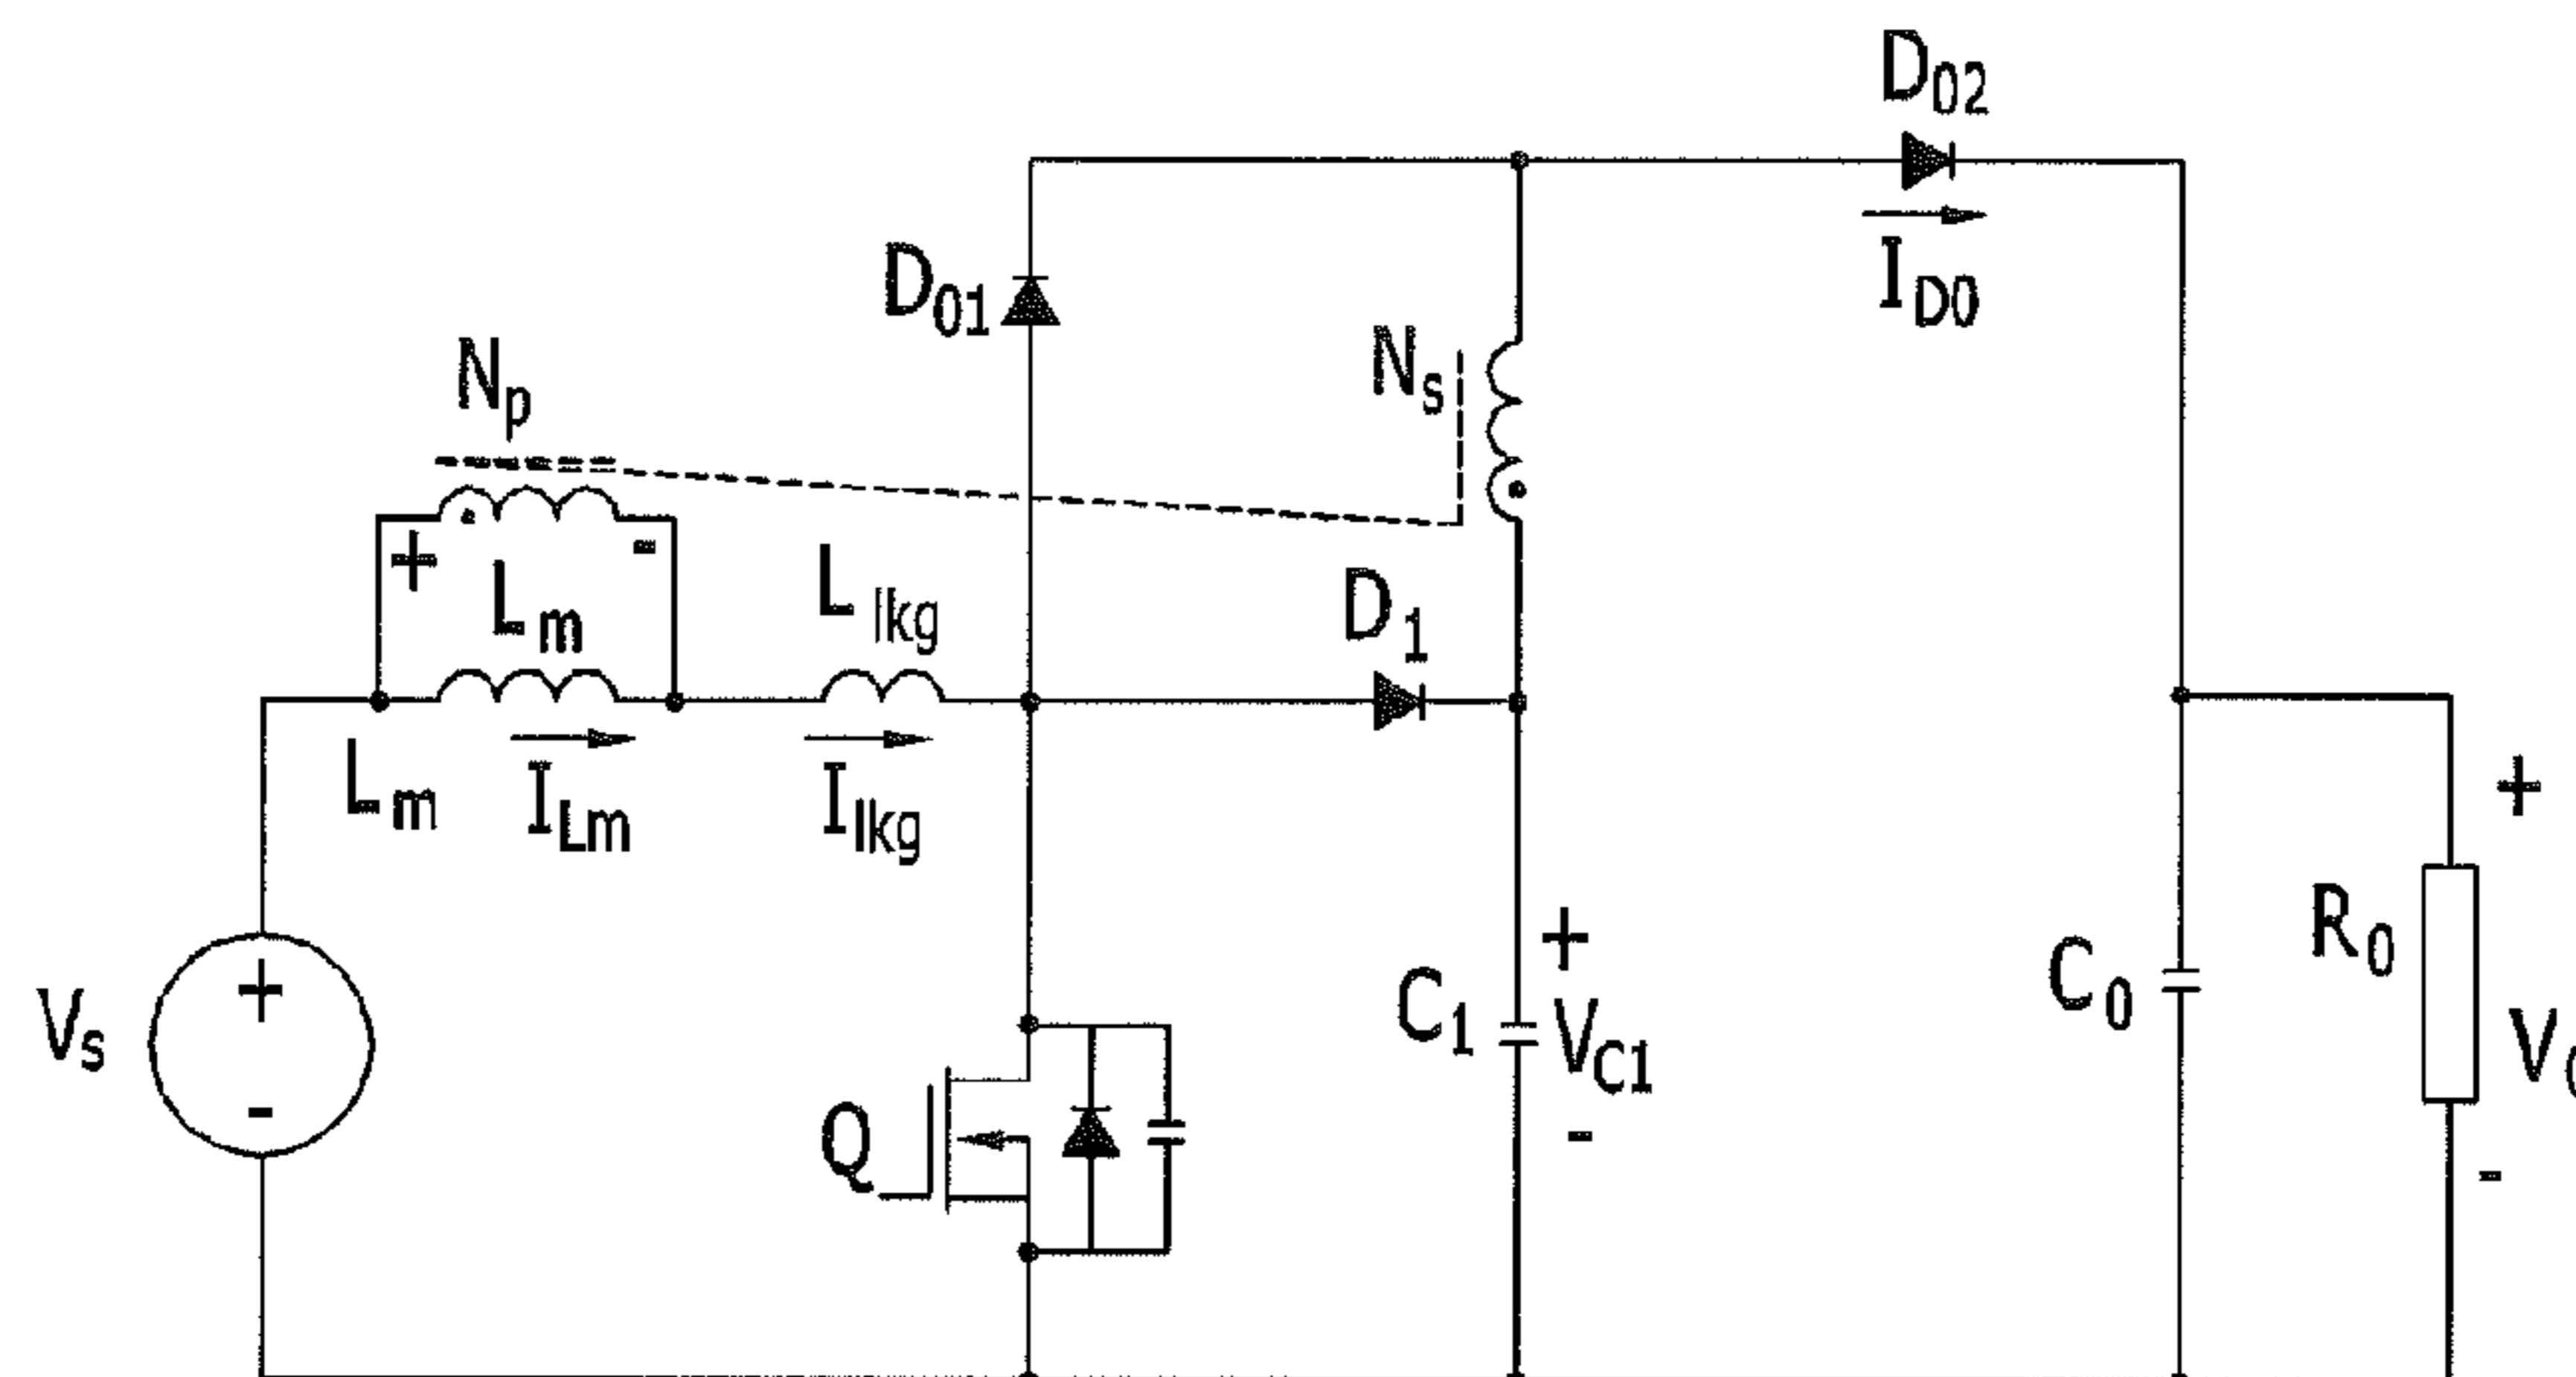 D02
D01
ID0
Np
Ns
+ -
Lm
Llkg
D1
Lm
ILm
Ilkg
+
R0
C0
C1
+
VC1
-
Vs
+
-
Q
-